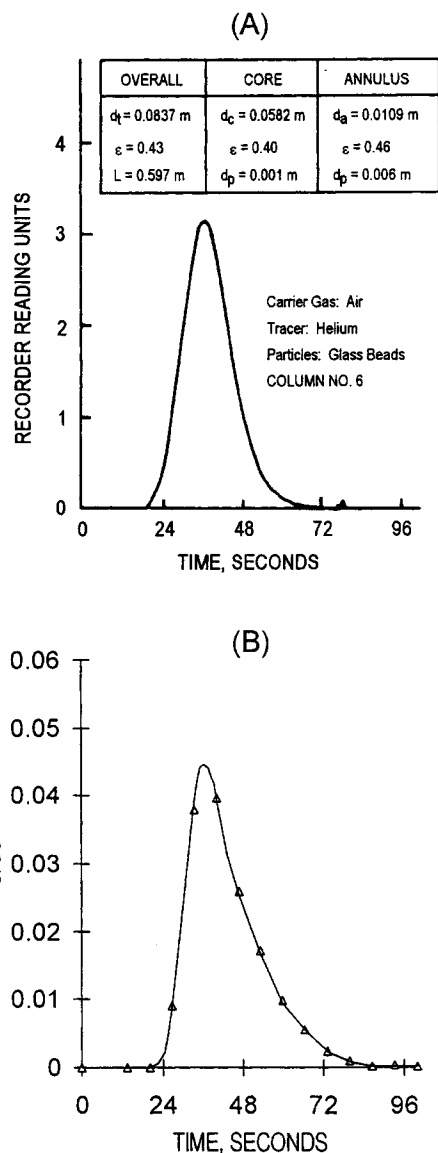 (A)
OVERALL CORE ANNULUS
dt = 0.0837 m dc = 0.0582 m da = 0.0109 m
ε = 0.43 ε = 0.40 ε = 0.46
L = 0.597 m dp = 0.001 m dp = 0.006 m
4
3
2
1
0
RECORDER READING UNITS
Carrier Gas: Air
Tracer: Helium
Particles: Glass Beads
COLUMN NO. 6
0 24 48 72 96
TIME, SECONDS
(B)
0.06
0.05
0.04
0.03
0.02
0.01
0
0 24 48 72 96
TIME, SECONDS